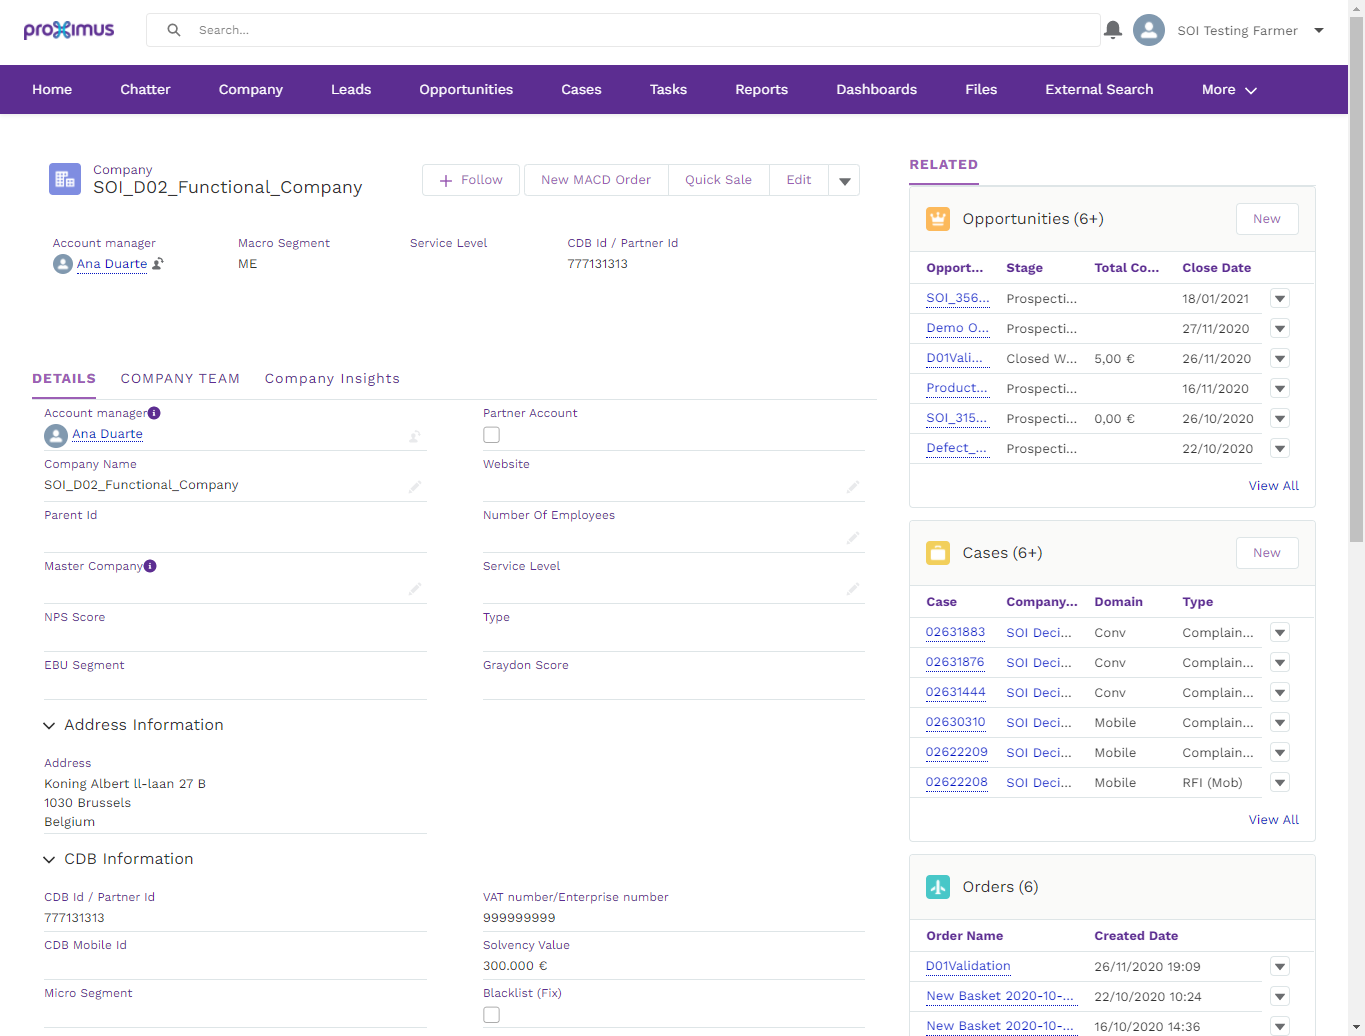 proximus
Search...
SOI Testing Farmer
Home Chatter Company Leads Opportunities Cases Tasks Reports Dashboards Files External Search More
Company
SOI_D02_Functional_Company
Follow New MACD Order Quick Sale Edit
Account manager Macro Segment Service Level CDB Id / Partner Id
Ana Duarte ME 777131313
DETAILS COMPANY TEAM Company Insights
Account manager Partner Account
Ana Duarte
Company Name Website
SOI_D02_Functional_Company
Parent Id Number Of Employees
Master Company Service Level
NPS Score Type
EBU Segment Graydon Score
Address Information
Address
Koning Albert ll-laan 27 B
1030 Brussels
Belgium
CDB Information
CDB Id / Partner Id VAT number/Enterprise number
777131313 999999999
CDB Mobile Id Solvency Value
300.000 €
Micro Segment Blacklist (Fix)
RELATED
Opportunities (6+) New
Opport... Stage Total Co... Close Date
SOI_356... Prospecti... 18/01/2021
Demo O... Prospecti... 27/11/2020
D01Vali... Closed W... 5,00 € 26/11/2020
Product... Prospecti... 16/11/2020
SOI_315... Prospecti... 0,00 € 26/10/2020
Defect_... Prospecti... 22/10/2020
View All
Cases (6+) New
Case Company... Domain Type
02631883 SOI Deci... Conv Complain...
02631876 SOI Deci... Conv Complain...
02631444 SOI Deci... Conv Complain...
02630310 SOI Deci... Mobile Complain...
02622209 SOI Deci... Mobile Complain...
02622208 SOI Deci... Mobile RFI (Mob)
View All
Orders (6)
Order Name Created Date
D01Validation 26/11/2020 19:09
New Basket 2020-10-... 22/10/2020 10:24
New Basket 2020-10-... 16/10/2020 14:36